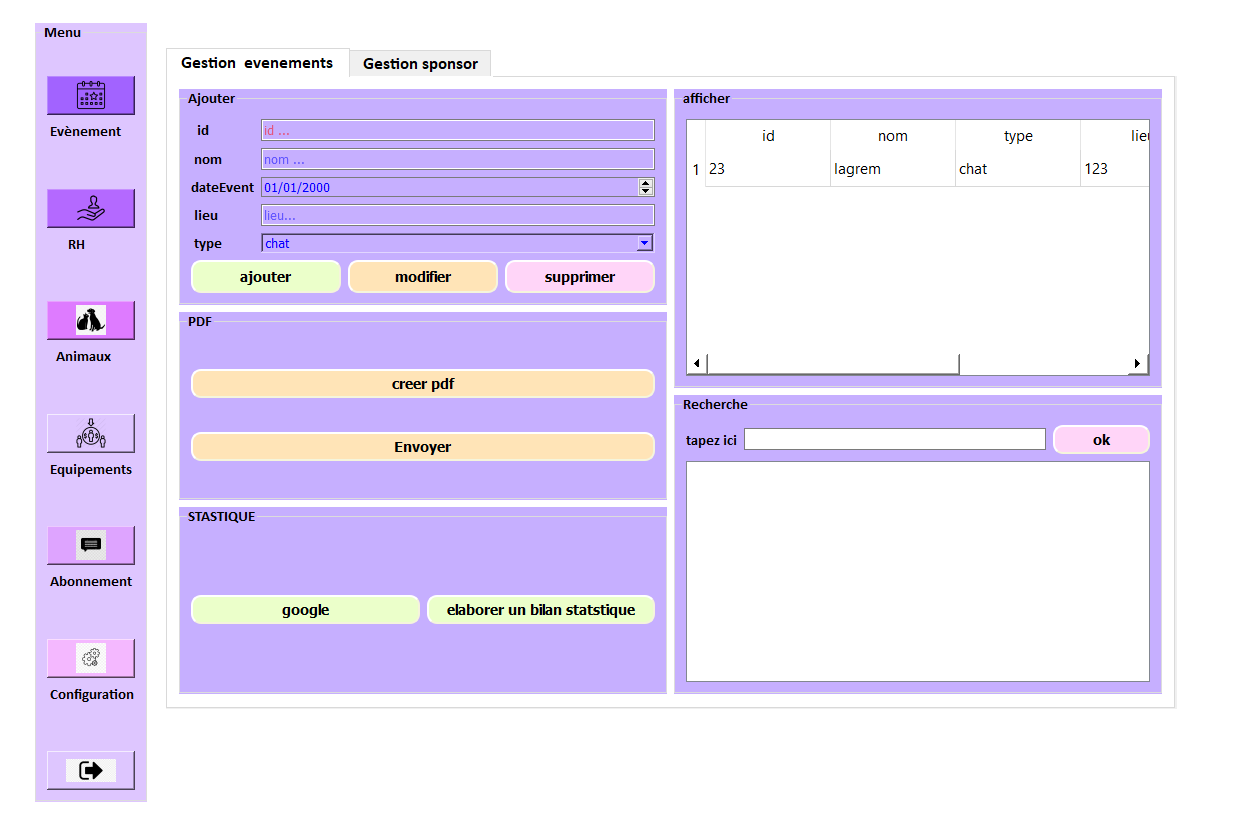 Menu
Evènement
RH
Animaux
Equipements
Abonnement
Configuration
Gestion evenements
Gestion sponsor
Ajouter
id
id ...
nom
nom ...
dateEvent
01/01/2000
lieu
lieu...
type
chat
ajouter
modifier
supprimer
PDF
creer pdf
Envoyer
STASTIQUE
google
elaborer un bilan statstique
afficher
id nom type lieu
1 23 lagrem chat 123
Recherche
tapez ici
ok